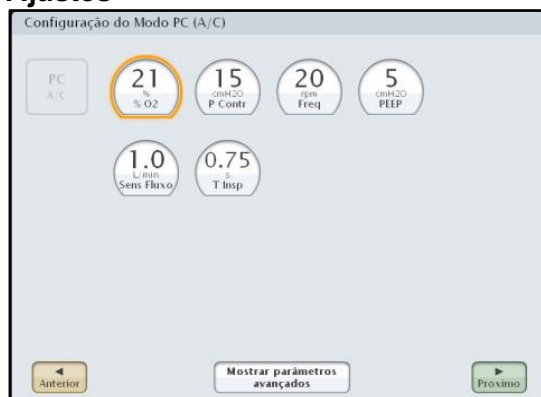 Ajustes
Configuração do Modo PC (A/C)
PC
A/C
21
%
% O2
15
cmH2O
P Contr
20
rpm
Freq
5
cmH2O
PEEP
1.0
L/min
Sens Fluxo
0.75
s
T Insp
Anterior
Mostrar parâmetros
avançados
Próximo